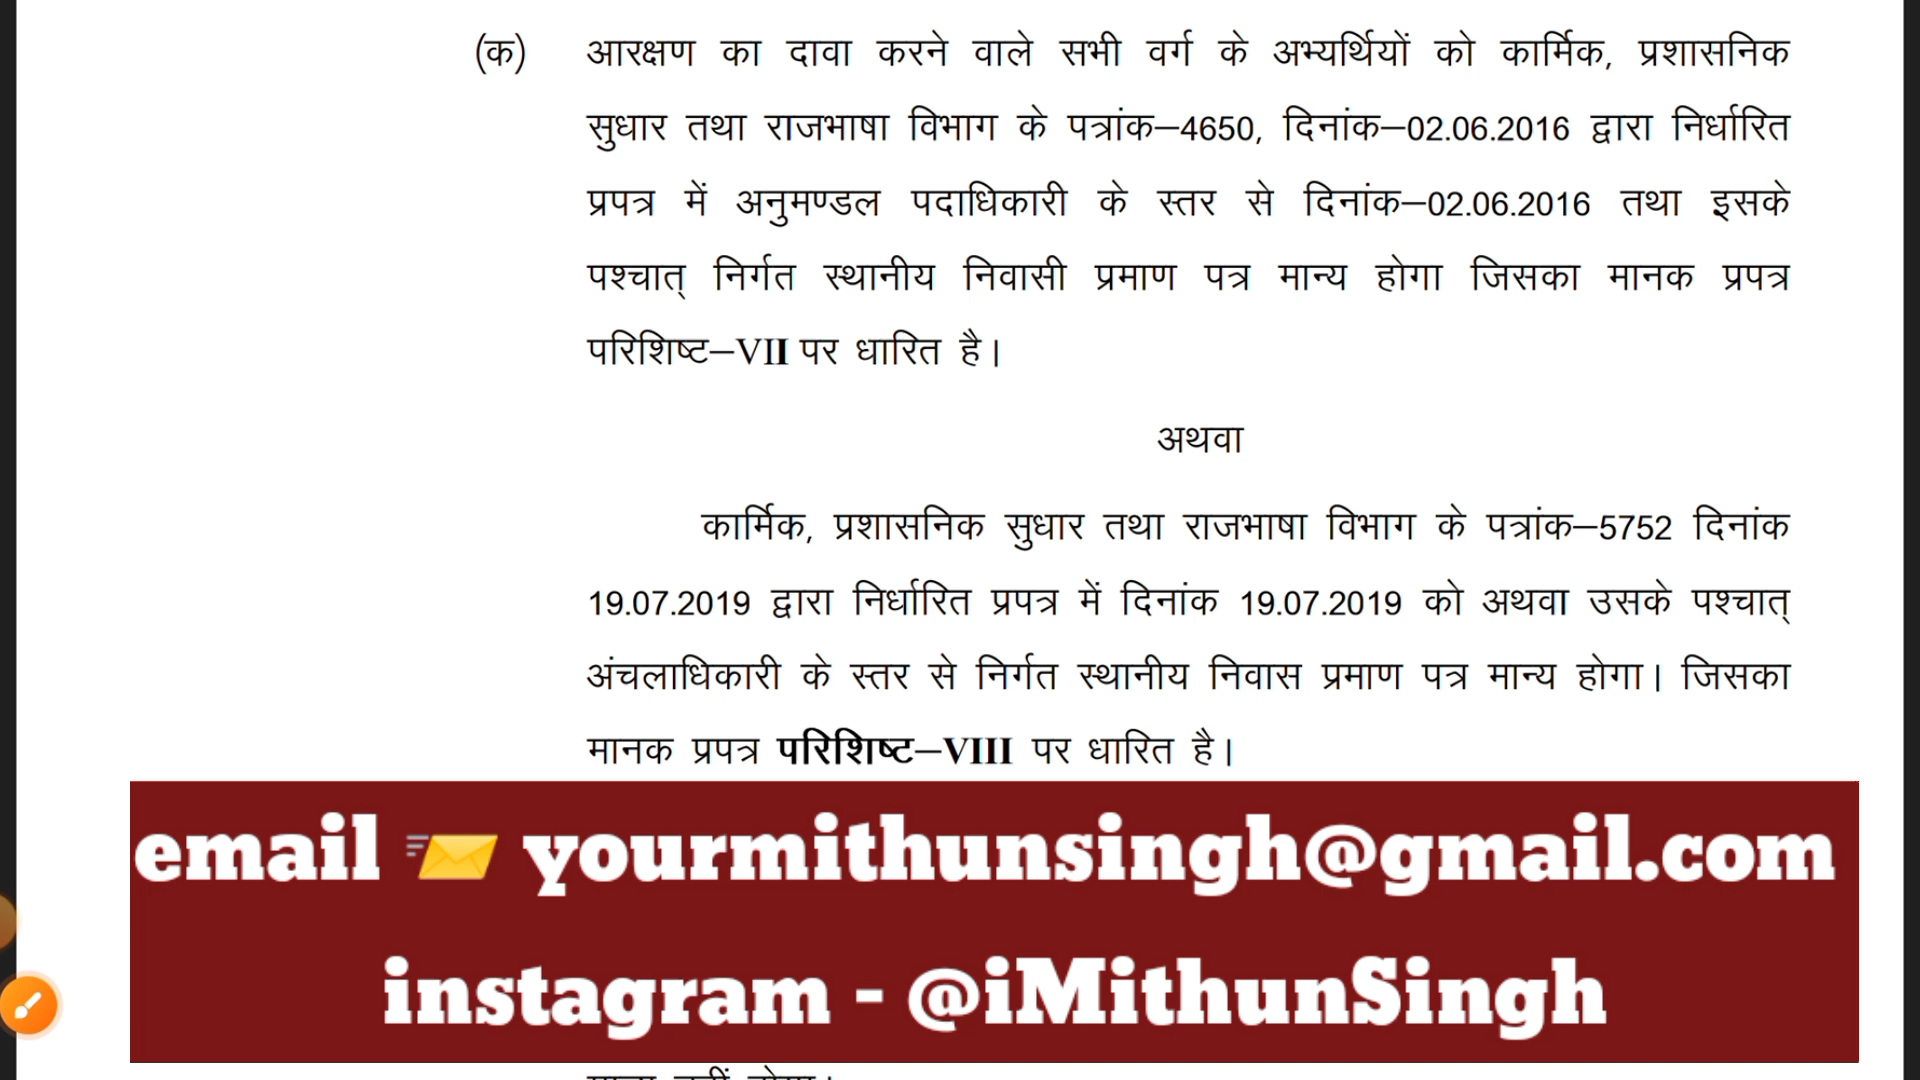 (क) आरक्षण का दावा करने वाले सभी वर्ग के अभ्यर्थियों को कार्मिक, प्रशासनिक
सुधार तथा राजभाषा विभाग के पत्रांक–4650, दिनांक–02.06.2016 द्वारा निर्धारित
प्रपत्र में अनुमण्डल पदाधिकारी के स्तर से दिनांक–02.06.2016 तथा इसके
पश्चात् निर्गत स्थानीय निवासी प्रमाण पत्र मान्य होगा जिसका मानक प्रपत्र
परिशिष्ट–VII पर धारित है।
अथवा
कार्मिक, प्रशासनिक सुधार तथा राजभाषा विभाग के पत्रांक–5752 दिनांक
19.07.2019 द्वारा निर्धारित प्रपत्र में दिनांक 19.07.2019 को अथवा उसके पश्चात्
अंचलाधिकारी के स्तर से निर्गत स्थानीय निवास प्रमाण पत्र मान्य होगा। जिसका
मानक प्रपत्र परिशिष्ट–VIII पर धारित है।
email 📨 yourmithunsingh@gmail.com
instagram - @iMithunSingh